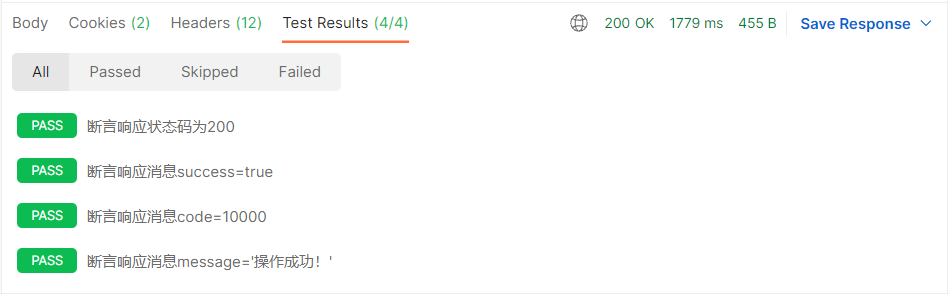 Body Cookies (2) Headers (12) Test Results (4/4) 200 OK 1779 ms 455 B Save Response
All Passed Skipped Failed
PASS 断言响应状态码为200
PASS 断言响应消息success=true
PASS 断言响应消息code=10000
PASS 断言响应消息message='操作成功！'